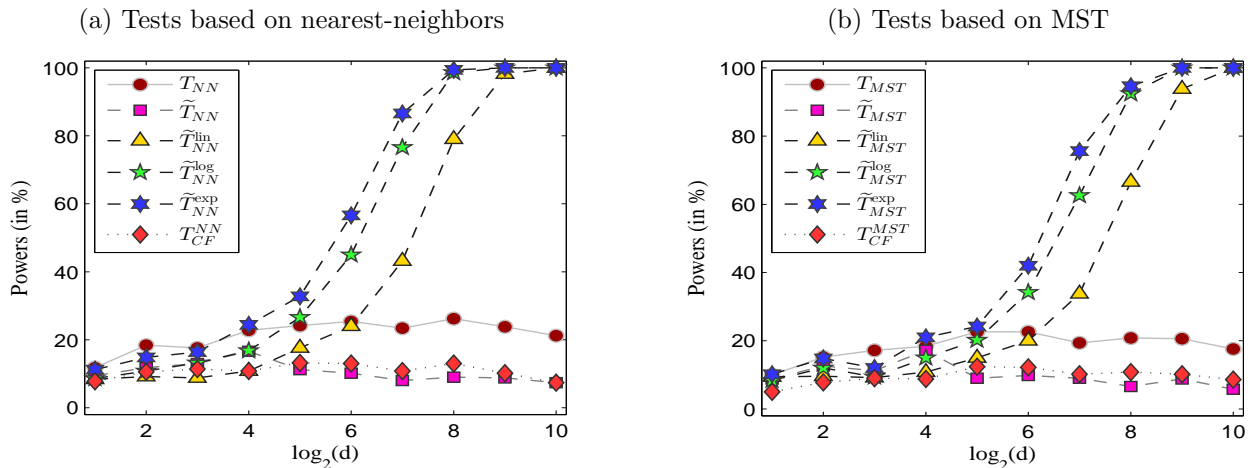 (a) Tests based on nearest-neighbors
100
80
60
40
20
0
Powers (in %)
T_NN
T̃_NN
T̃_NN^lin
T̃_NN^log
T̃_NN^exp
T_CF^NN
2 4 6 8 10
log_2(d)
(b) Tests based on MST
100
80
60
40
20
0
Powers (in %)
T_MST
T̃_MST
T̃_MST^lin
T̃_MST^log
T̃_MST^exp
T_CF^MST
2 4 6 8 10
log_2(d)